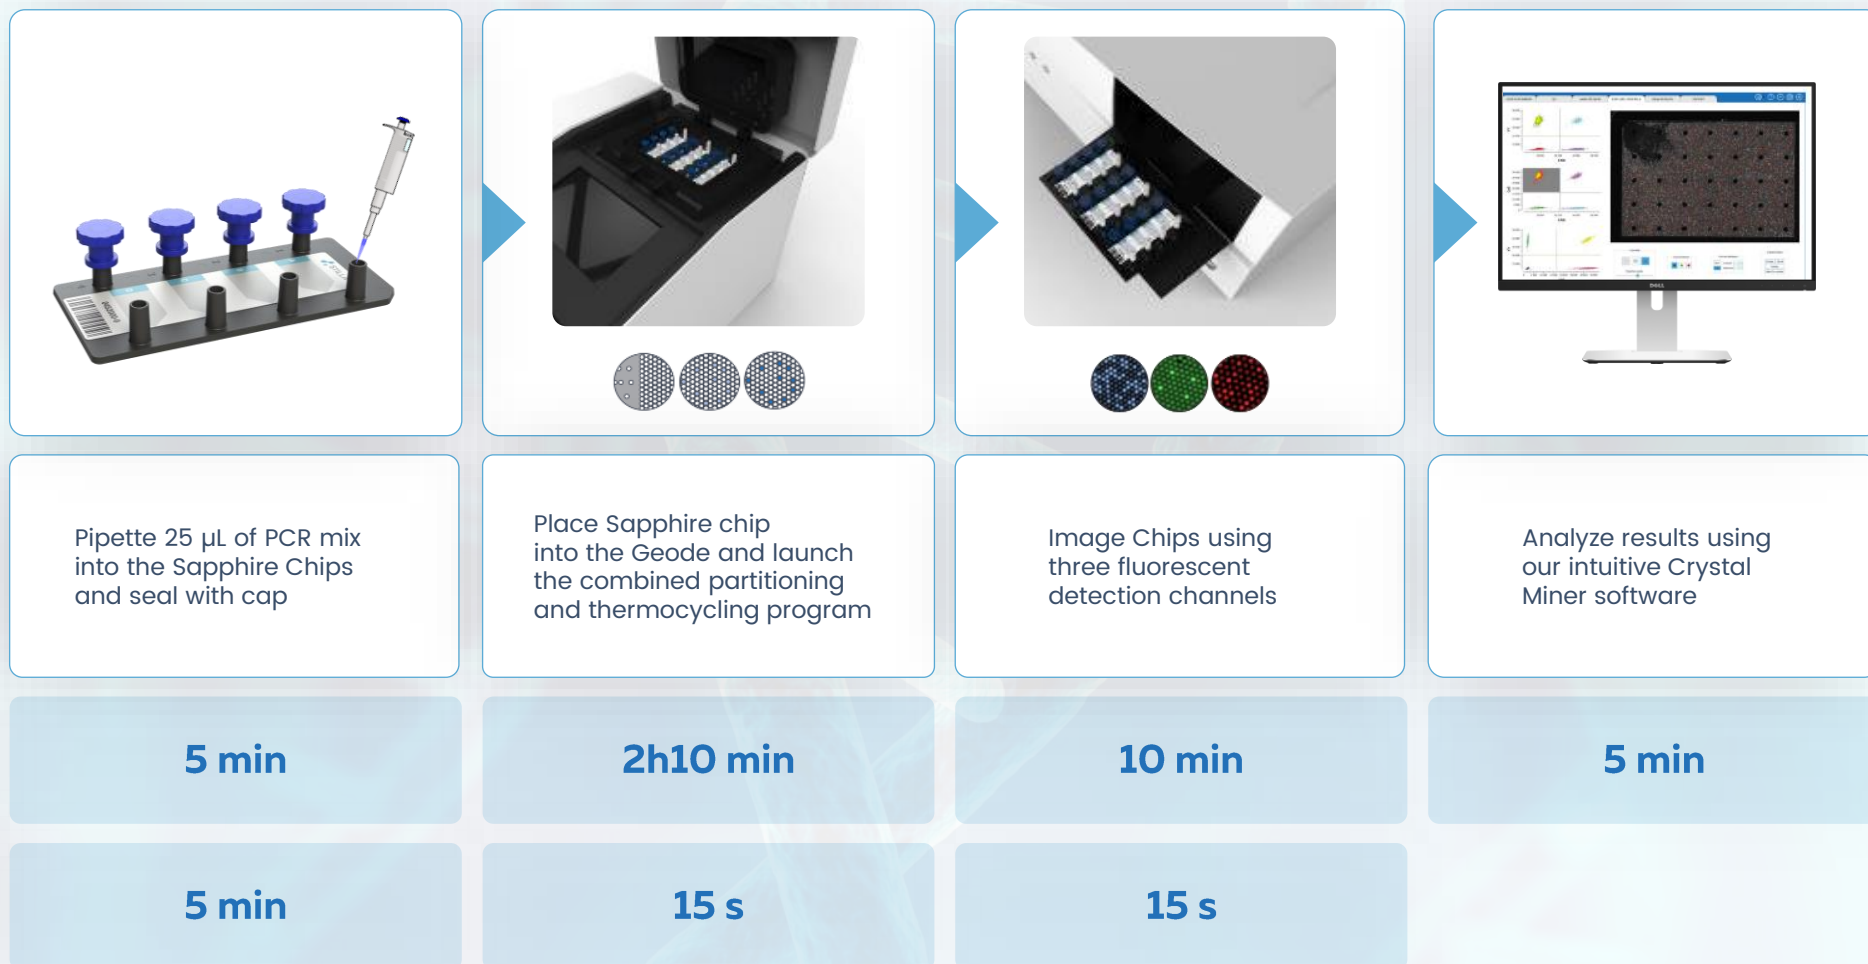 DELL
Pipette 25 µL of PCR mix
into the Sapphire Chips
and seal with cap
Place Sapphire chip
into the Geode and launch
the combined partitioning
and thermocycling program
Image Chips using
three fluorescent
detection channels
Analyze results using
our intuitive Crystal
Miner software
5 min
2h10 min
10 min
5 min
5 min
15 s
15 s